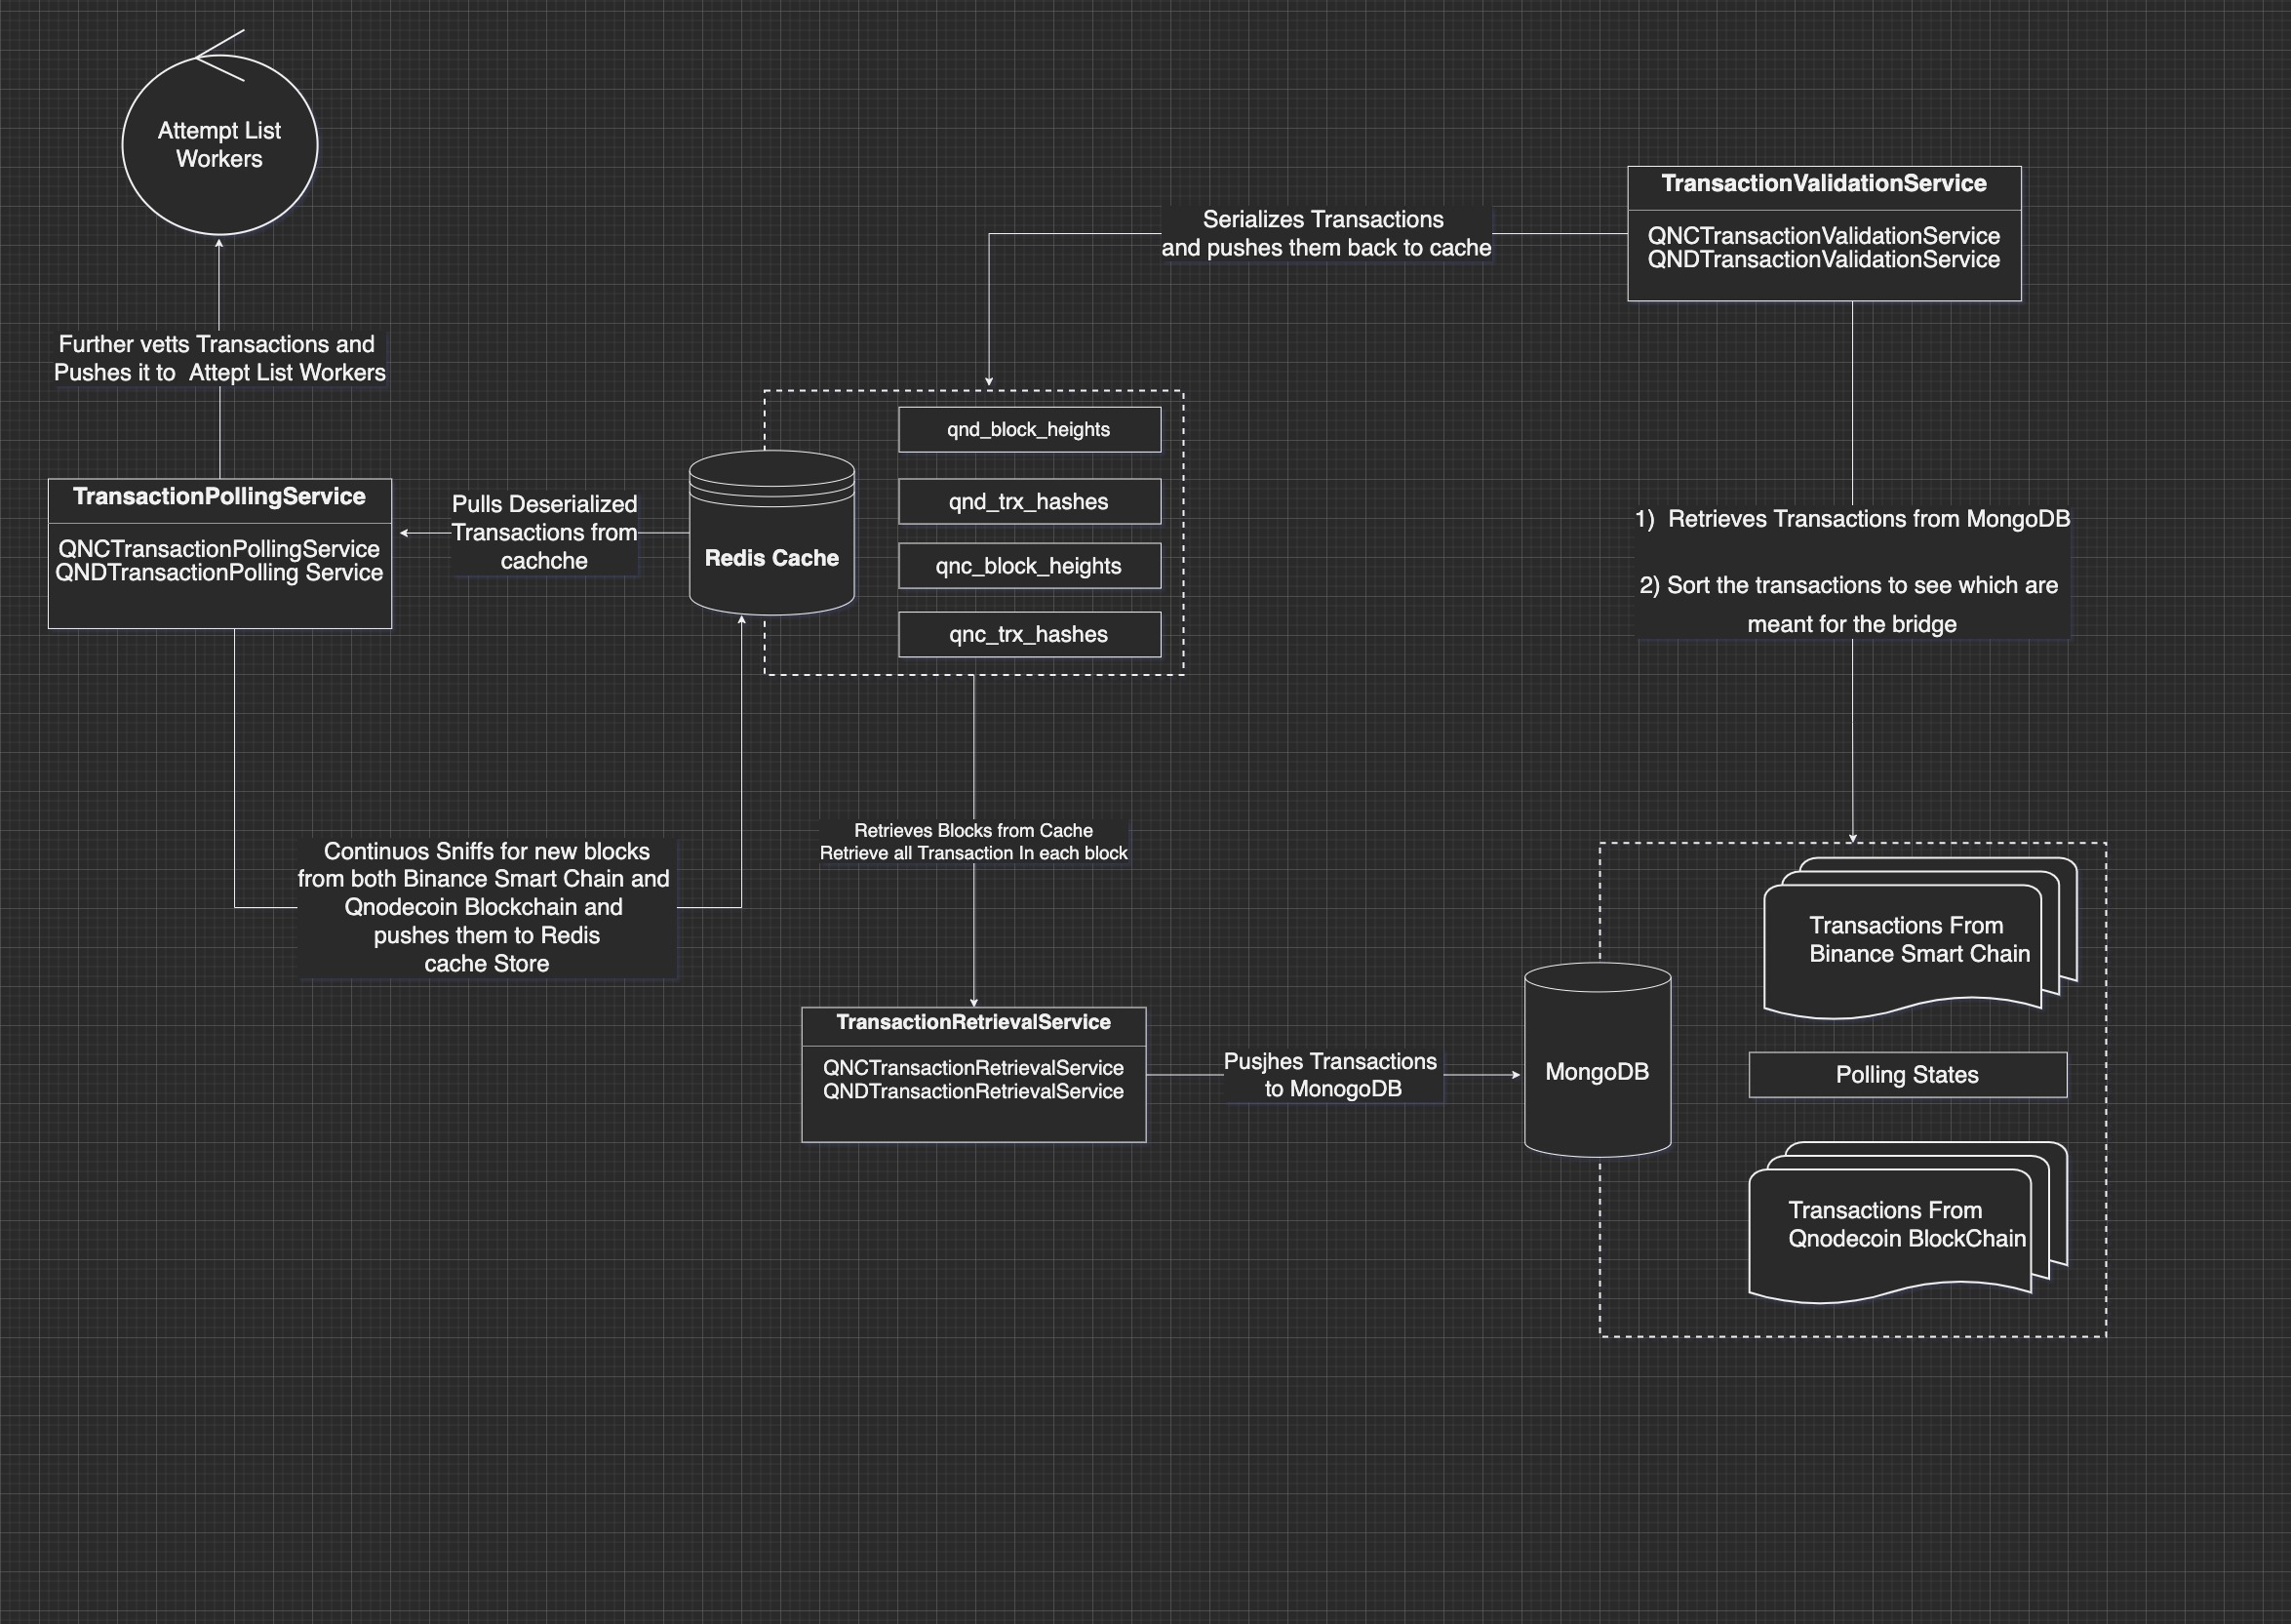 Attempt List
Workers
TransactionValidationService
QNCTransactionValidationService
QNDTransactionValidationService
Serializes Transactions
and pushes them back to cache
Further vetts Transactions and
Pushes it to  Attept List Workers
qnd_block_heights
qnd_trx_hashes
qnc_block_heights
qnc_trx_hashes
TransactionPollingService
QNCTransactionPollingService
QNDTransactionPolling Service
Pulls Deserialized
Transactions from
cachche
Redis Cache
1)  Retrieves Transactions from MongoDB
2) Sort the transactions to see which are
meant for the bridge
Continuos Sniffs for new blocks
from both Binance Smart Chain and
Qnodecoin Blockchain and
pushes them to Redis
cache Store
Retrieves Blocks from Cache
Retrieve all Transaction In each block
TransactionRetrievalService
QNCTransactionRetrievalService
QNDTransactionRetrievalService
Pusjhes Transactions
to MonogoDB
MongoDB
Transactions From
Binance Smart Chain
Polling States
Transactions From
Qnodecoin BlockChain